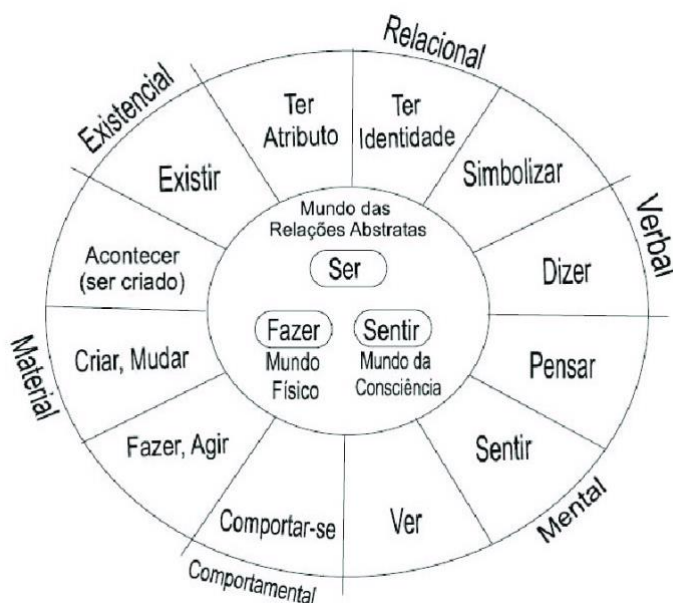 Relacional
Existencial
Ter
Atributo
Ter
Identidade
Existir
Simbolizar
Verbal
Mundo das
Relações Abstratas
Ser
Acontecer
(ser criado)
Dizer
Fazer
Sentir
Mundo
Físico
Mundo da
Consciência
Material
Criar, Mudar
Pensar
Fazer, Agir
Sentir
Mental
Comportar-se
Ver
Comportamental